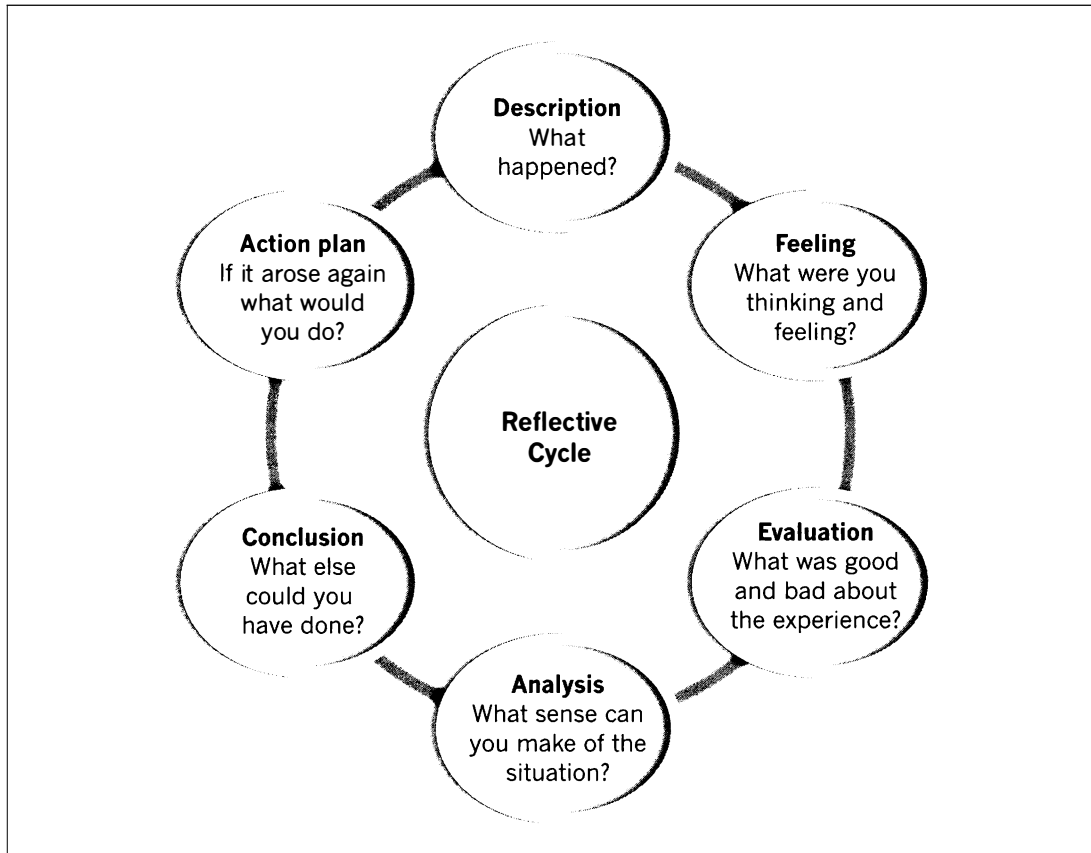 Description
What
happened?
Feeling
What were you
thinking and
feeling?
Evaluation
What was good
and bad about
the experience?
Analysis
What sense can
you make of the
situation?
Conclusion
What else
could you
have done?
Action plan
If it arose again
what would
you do?
Reflective
Cycle